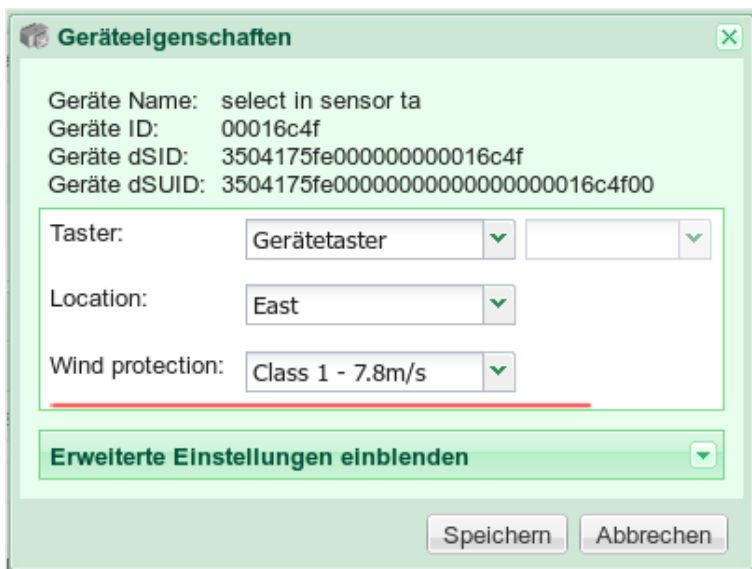 Geräteeigenschaften
Geräte Name: select in sensor ta
Geräte ID: 00016c4f
Geräte dSID: 3504175fe000000000016c4f
Geräte dSUID: 3504175fe00000000000000000016c4f00
Taster: Gerätetaster
Location: East
Wind protection: Class 1 - 7.8m/s
Erweiterte Einstellungen einblenden
Speichern Abbrechen